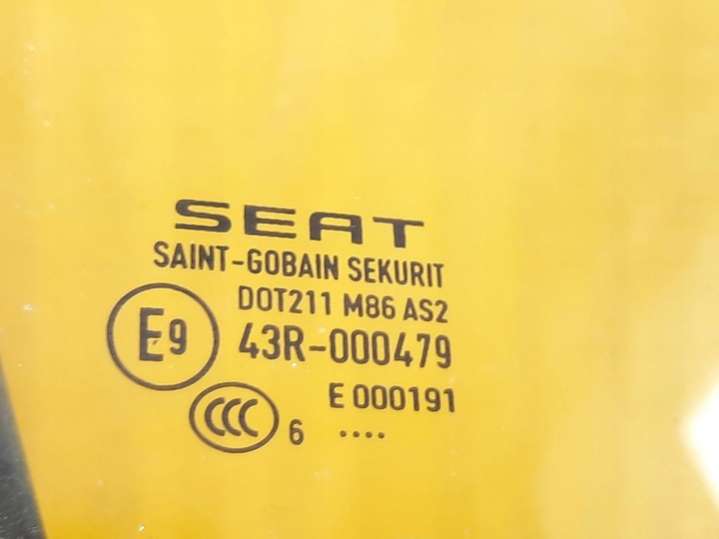 SEAT
SAINT-GOBAIN SEKURIT
DOT211 M86 AS2
E9 43R-000479
E 000191
CCC 6 ....